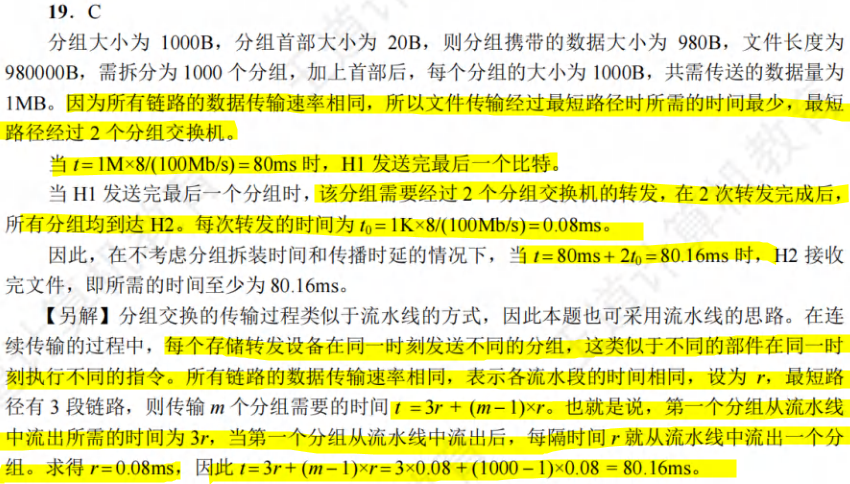 19．C
分组大小为 1000B，分组首部大小为 20B，则分组携带的数据大小为 980B，文件长度为
980000B，需拆分为 1000 个分组，加上首部后，每个分组的大小为 1000B，共需传送的数据量为
1MB。因为所有链路的数据传输速率相同，所以文件传输经过最短路径时所需的时间最少，最短
路径经过 2 个分组交换机。
当 t = 1M×8/(100Mb/s) = 80ms 时，H1 发送完最后一个比特。
当 H1 发送完最后一个分组时，该分组需要经过 2 个分组交换机的转发，在 2 次转发完成后，
所有分组均到达 H2。每次转发的时间为 t₀ = 1K×8/(100Mb/s) = 0.08ms。
因此，在不考虑分组拆装时间和传播时延的情况下，当 t = 80ms + 2t₀ = 80.16ms 时，H2 接收
完文件，即所需的时间至少为 80.16ms。
【另解】分组交换的传输过程类似于流水线的方式，因此本题也可采用流水线的思路。在连
续传输的过程中，每个存储转发设备在同一时刻发送不同的分组，这类似于不同的部件在同一时
刻执行不同的指令。所有链路的数据传输速率相同，表示各流水段的时间相同，设为 r，最短路
径有 3 段链路，则传输 m 个分组需要的时间 t = 3r + (m – 1)×r。也就是说，第一个分组从流水线
中流出所需的时间为 3r，当第一个分组从流水线中流出后，每隔时间 r 就从流水线中流出一个分
组。求得 r = 0.08ms，因此 t = 3r + (m – 1)×r = 3×0.08 + (1000 – 1)×0.08 = 80.16ms。